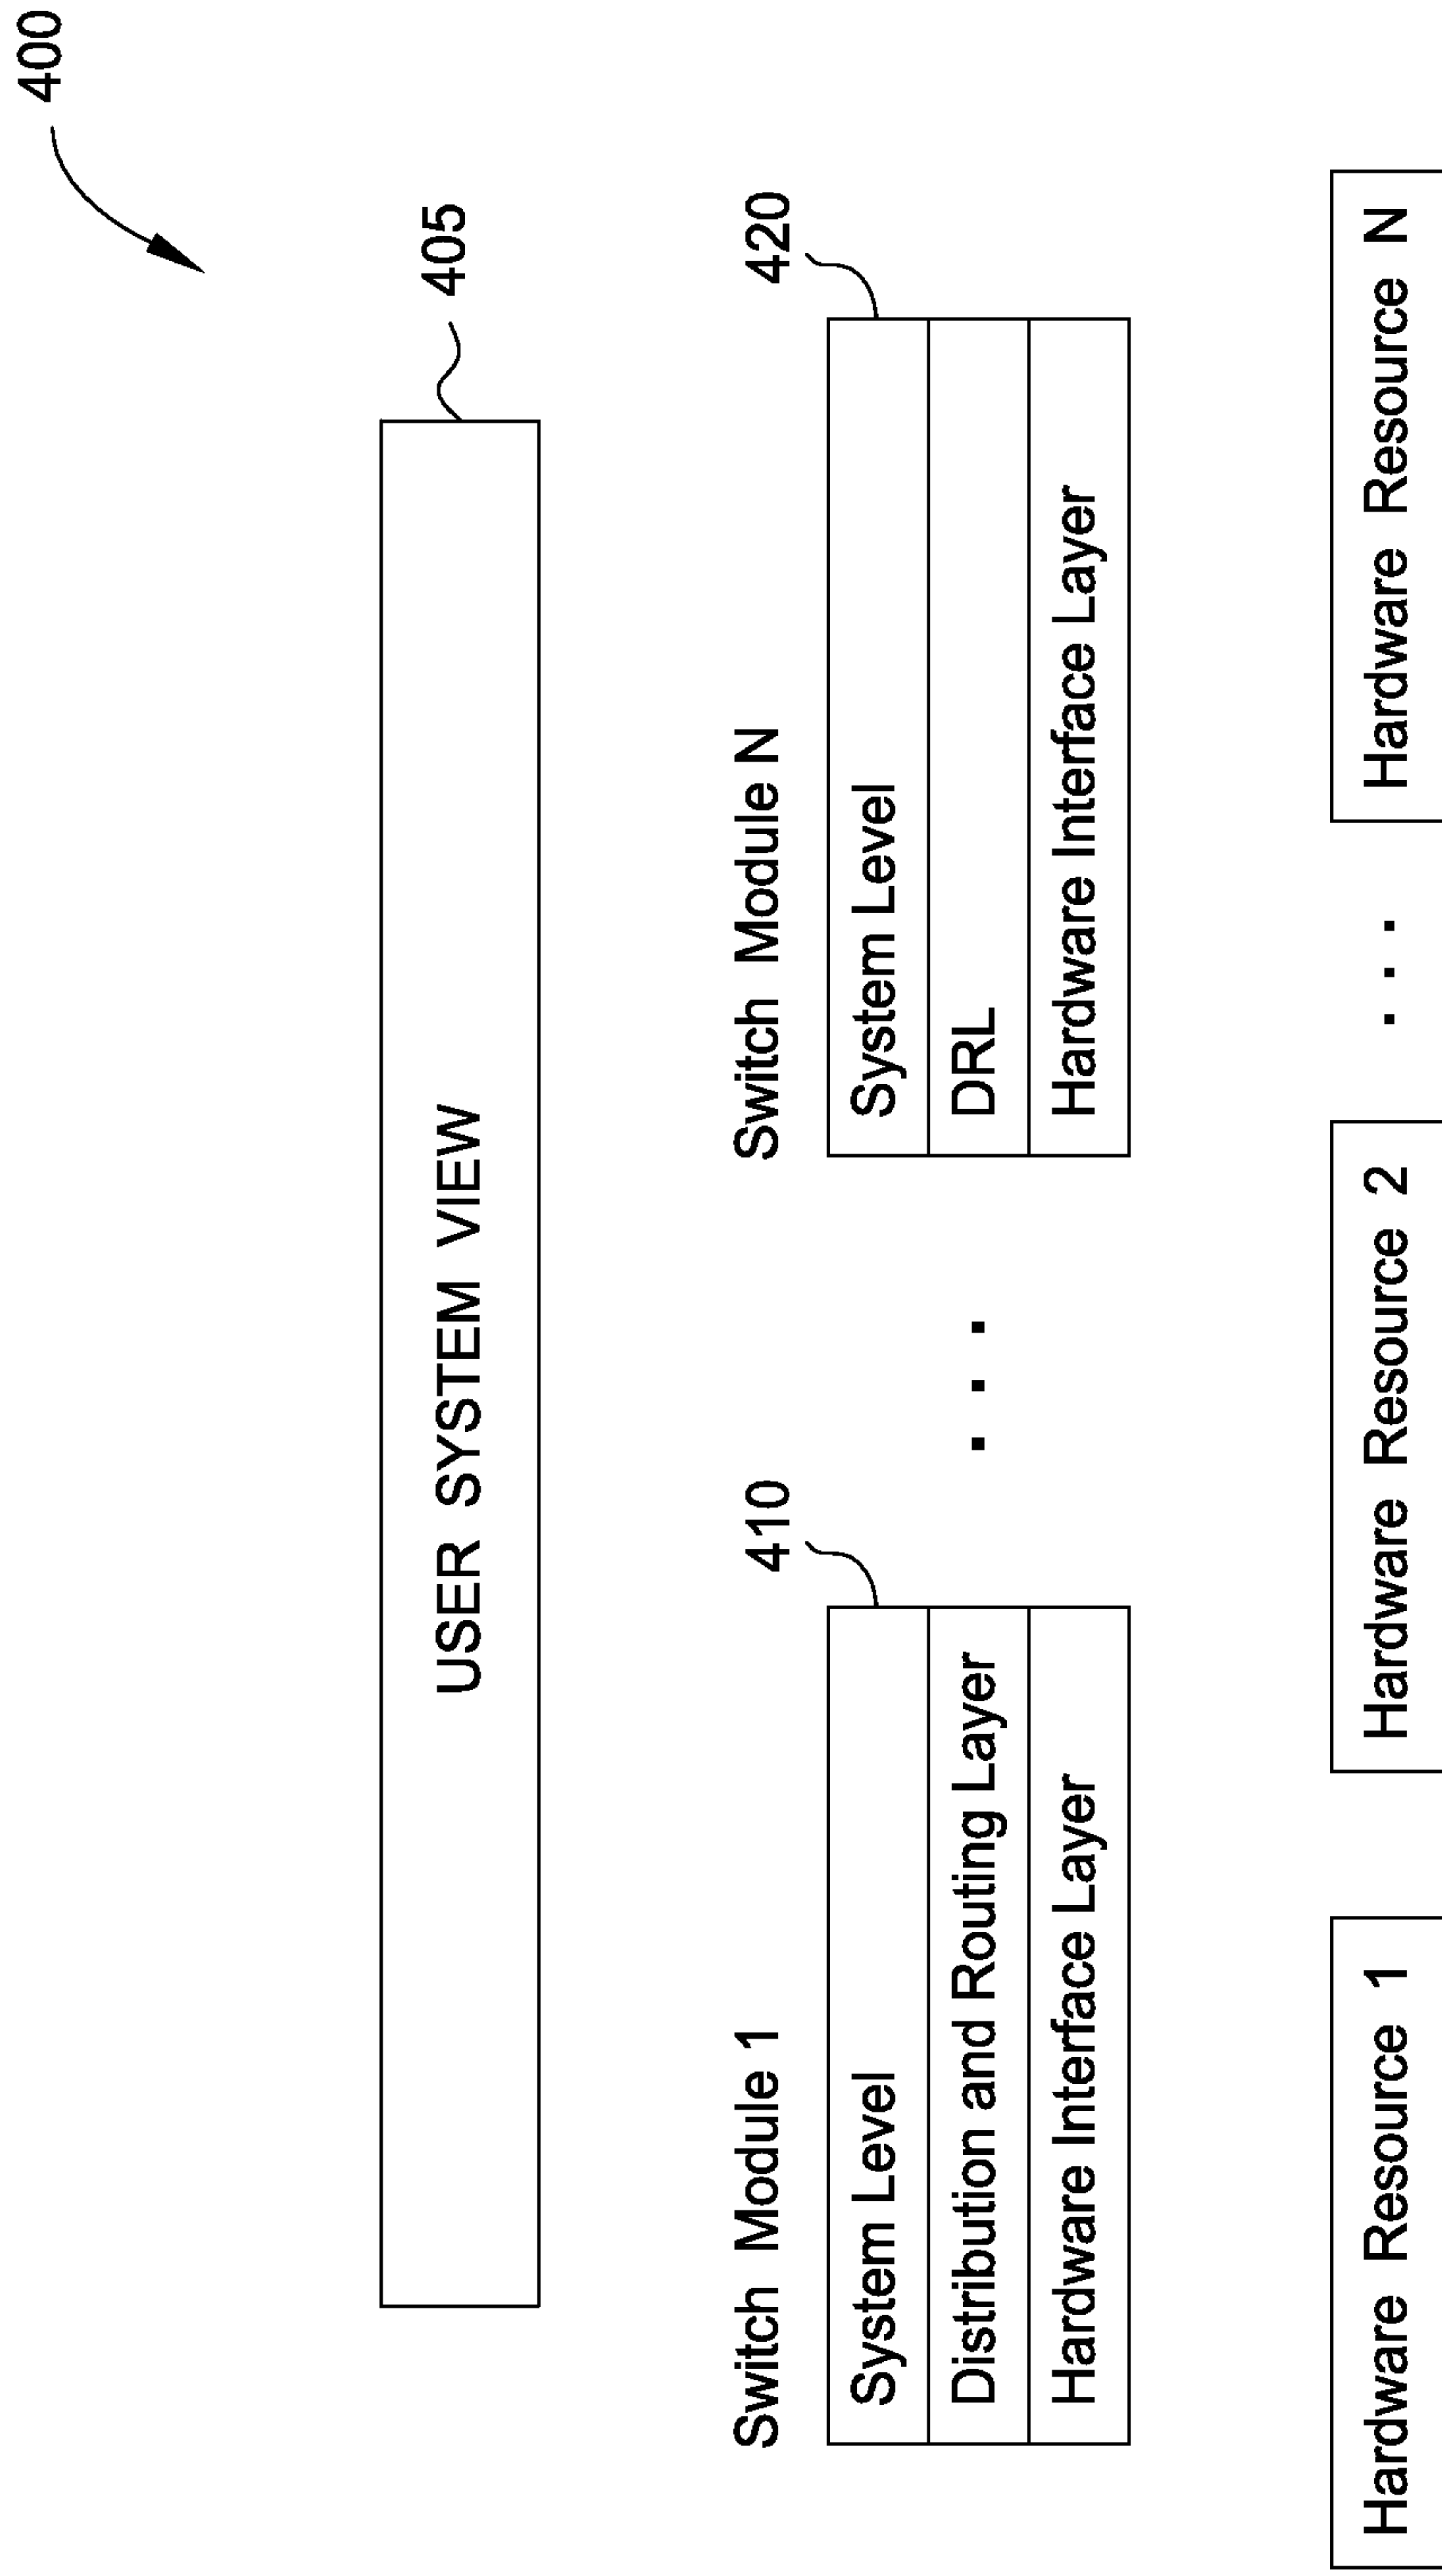 400
USER SYSTEM VIEW
405
Switch Module 1
410
System Level
Distribution and Routing Layer
Hardware Interface Layer
. . .
Switch Module N
420
System Level
DRL
Hardware Interface Layer
Hardware Resource 1
Hardware Resource 2
. . .
Hardware Resource N